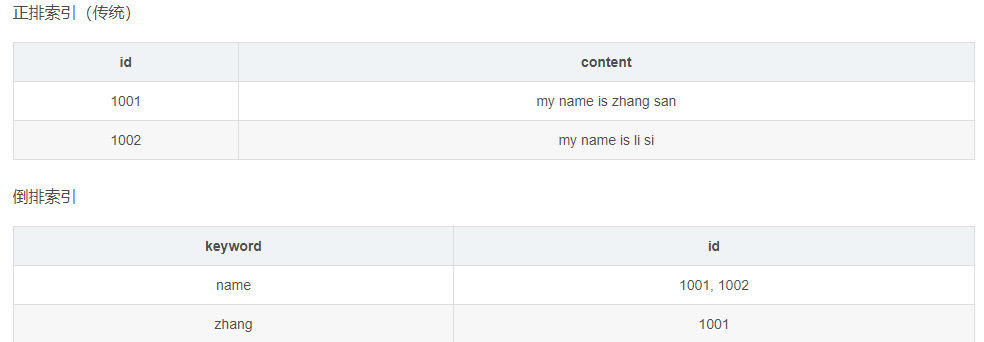 正排索引（传统）
id content
1001 my name is zhang san
1002 my name is li si
倒排索引
keyword id
name 1001, 1002
zhang 1001